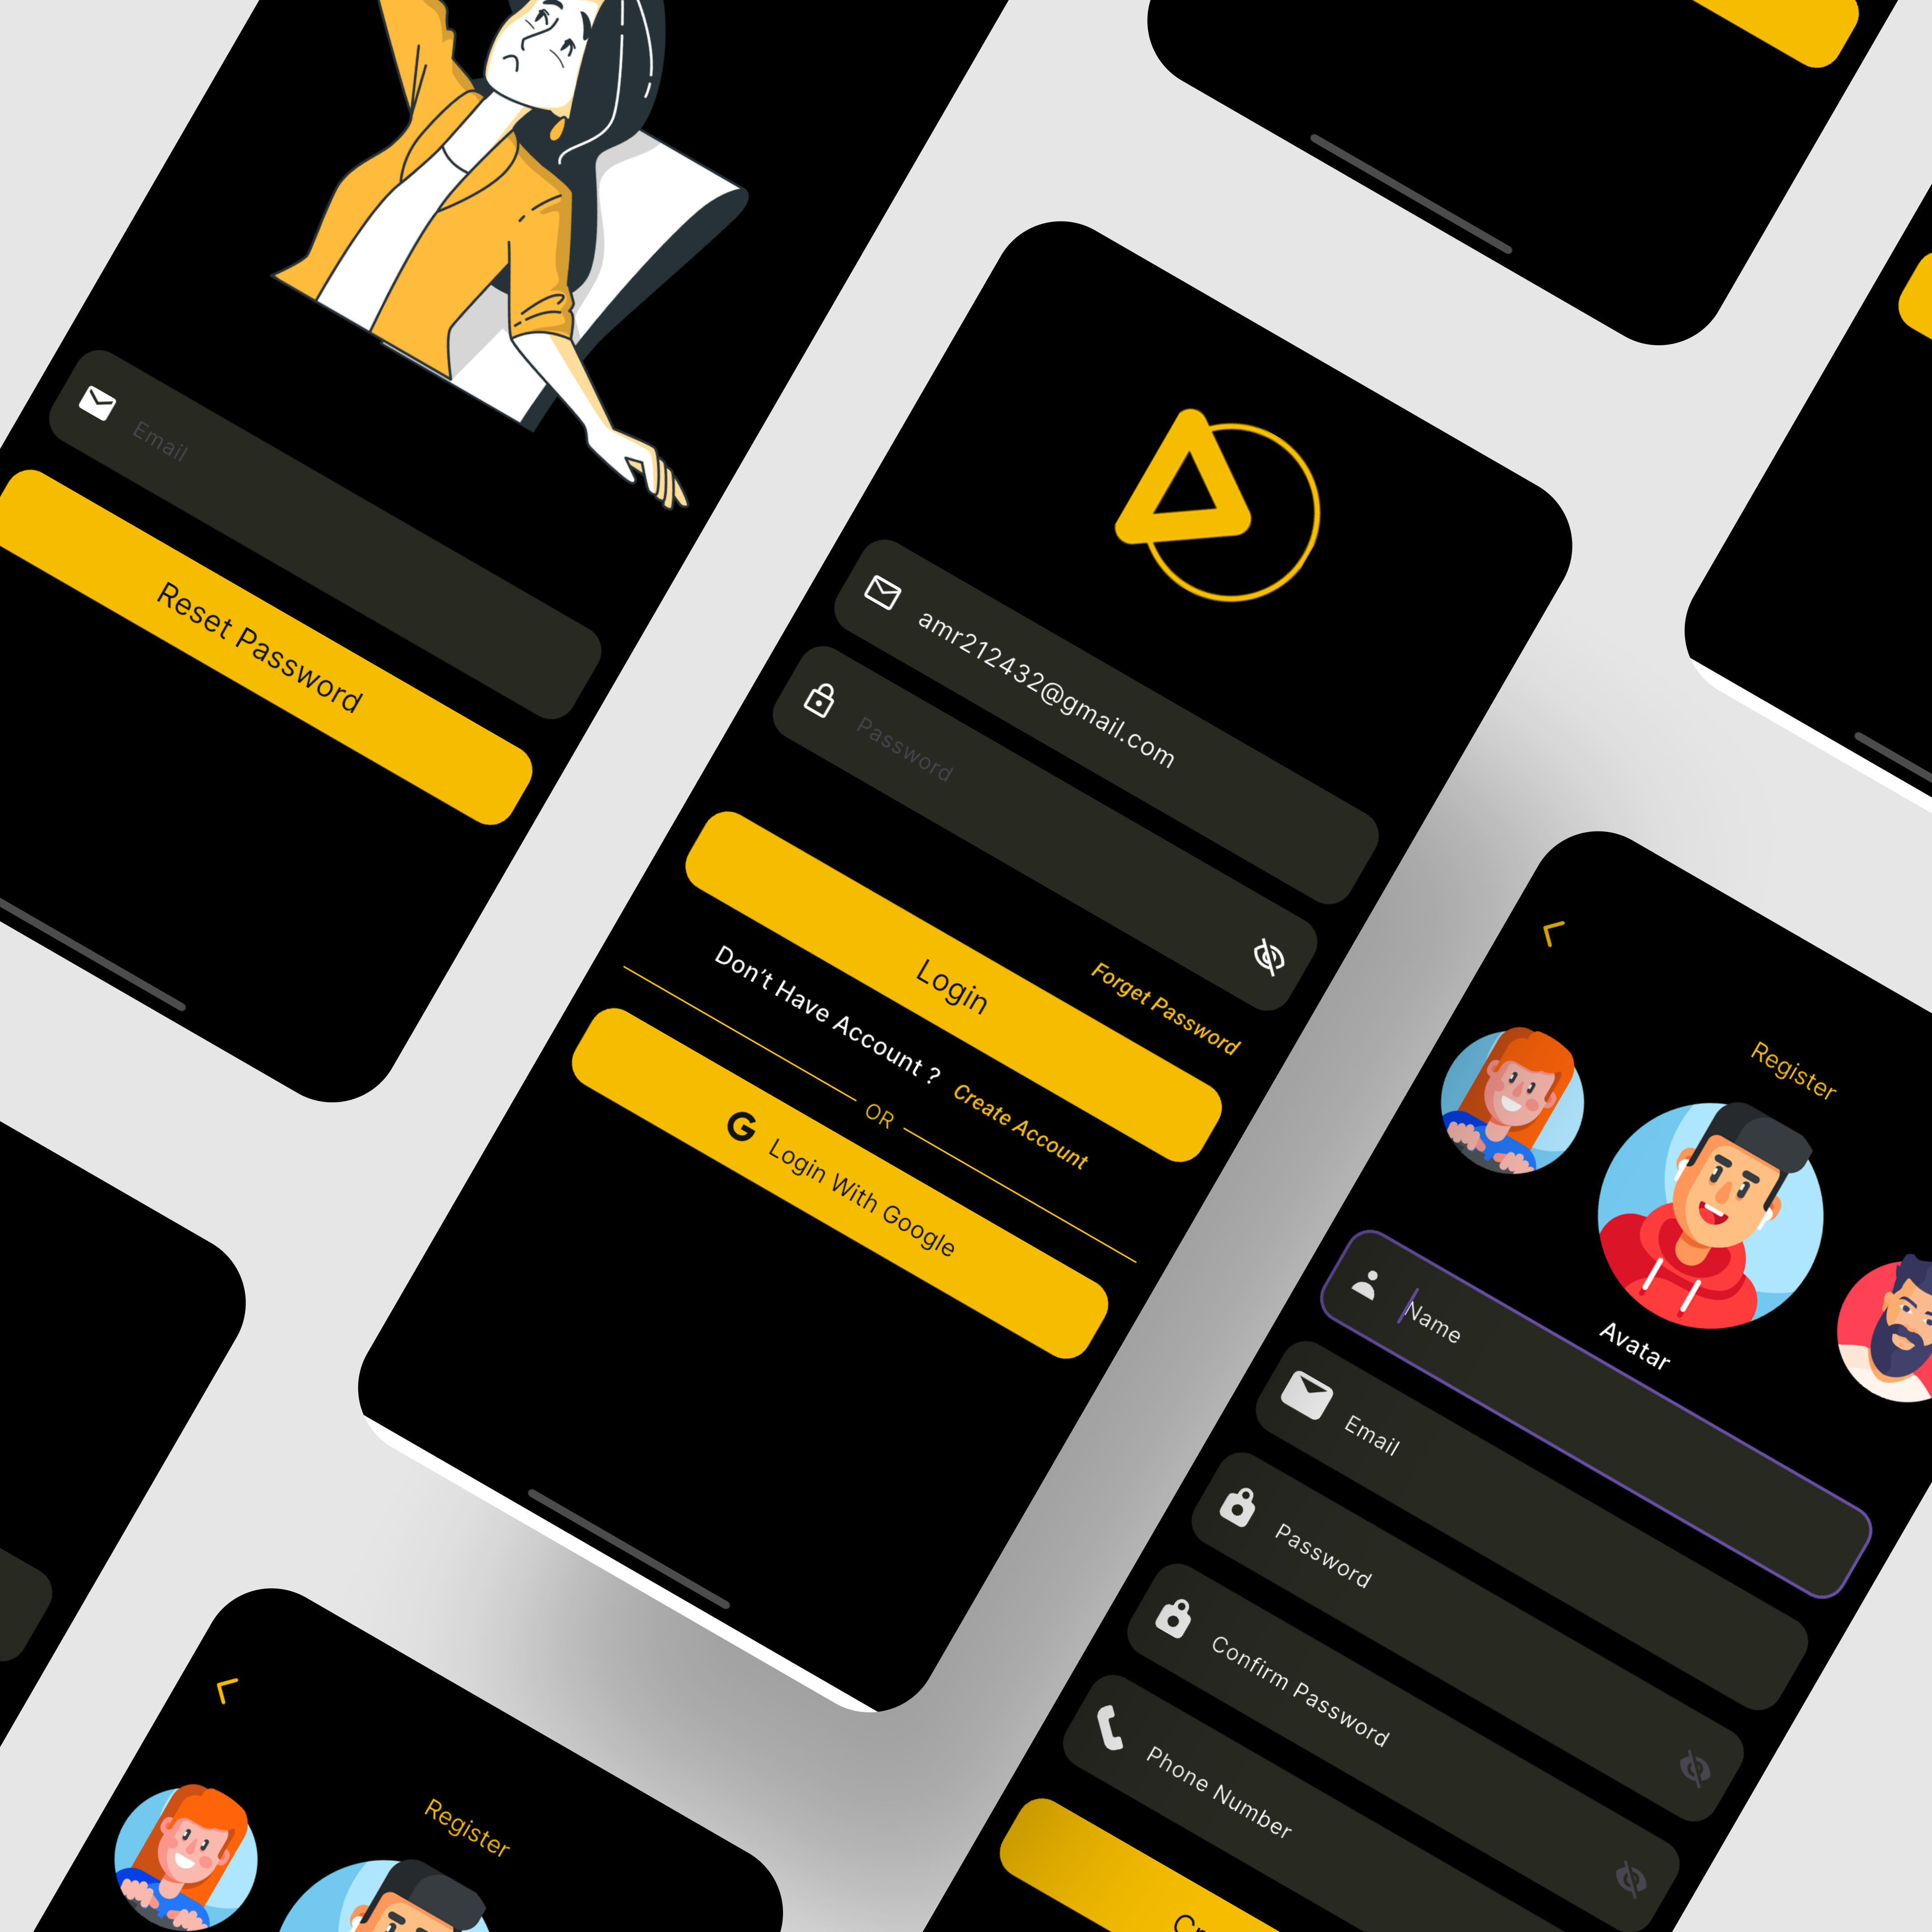 Email
Reset Password
amr212432@gmail.com
Password
Forget Password
Login
Don't Have Account ? Create Account
OR
G Login With Google
Register
Avatar
Name
Email
Password
Confirm Password
Phone Number
Register